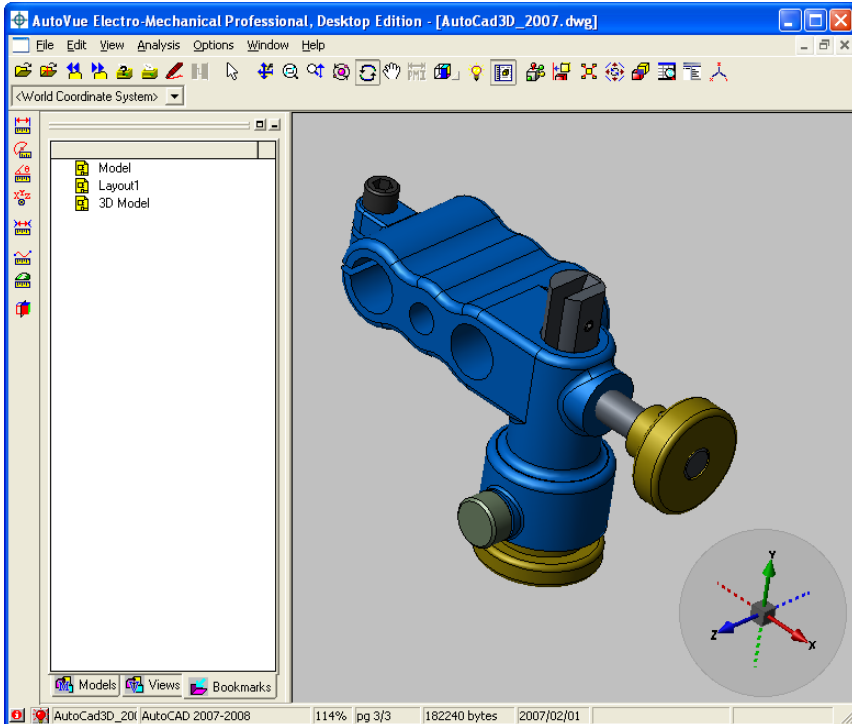 AutoVue Electro-Mechanical Professional, Desktop Edition - [AutoCad3D_2007.dwg]
File Edit View Analysis Options Window Help
PMI
<World Coordinate System>
Model
Layout1
3D Model
Y
Z X
Models Views Bookmarks
AutoCad3D_20( AutoCAD 2007-2008 114% pg 3/3 182240 bytes 2007/02/01